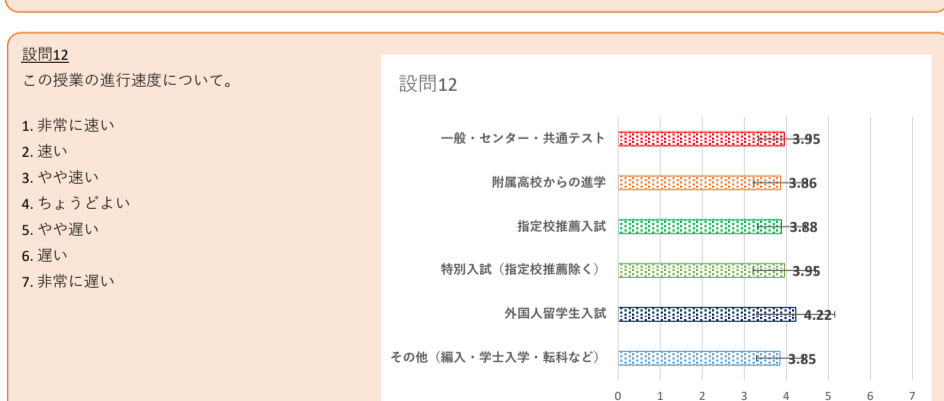 設問12
この授業の進行速度について。
1. 非常に速い
2. 速い
3. やや速い
4. ちょうどよい
5. やや遅い
6. 遅い
7. 非常に遅い
設問12
一般・センター・共通テスト 3.95
附属高校からの進学 3.86
指定校推薦入試 3.88
特別入試（指定校推薦除く） 3.95
外国人留学生入試 4.22
その他（編入・学士入学・転科など） 3.85
0 1 2 3 4 5 6 7